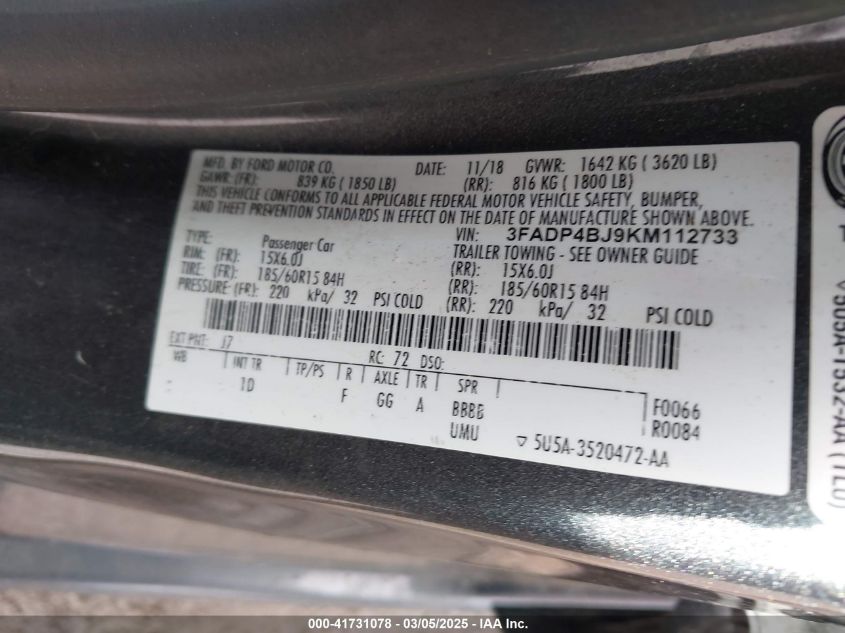 MFD. BY FORD MOTOR CO. DATE: 11/18 GVWR: 1642 KG ( 3620 LB)
GAWR:(FR): 839 KG ( 1850 LB) (RR): 816 KG ( 1800 LB)
THIS VEHICLE CONFORMS TO ALL APPLICABLE FEDERAL MOTOR VEHICLE SAFETY, BUMPER,
AND THEFT PREVENTION STANDARDS IN EFFECT ON THE DATE OF MANUFACTURE SHOWN ABOVE.
VIN: 3FADP4BJ9KM112733
TYPE: Passenger Car TRAILER TOWING - SEE OWNER GUIDE
RIM: (FR): 15X6.0J (RR): 15X6.0J
TIRE: (FR): 185/60R15 84H (RR): 185/60R15 84H
PRESSURE: (FR): 220 kPa/ 32 PSI COLD (RR): 220 kPa/ 32 PSI COLD
EXT PNT: J7 RC: 72 DSO:
WB INT TR TP/PS R AXLE TR SPR
1D F GG A BBBB F0066
UMU R0084
5U5A-3520472-AA
5U5A-1532-AA (TLU)
000-41731078 - 03/05/2025 - IAA Inc.